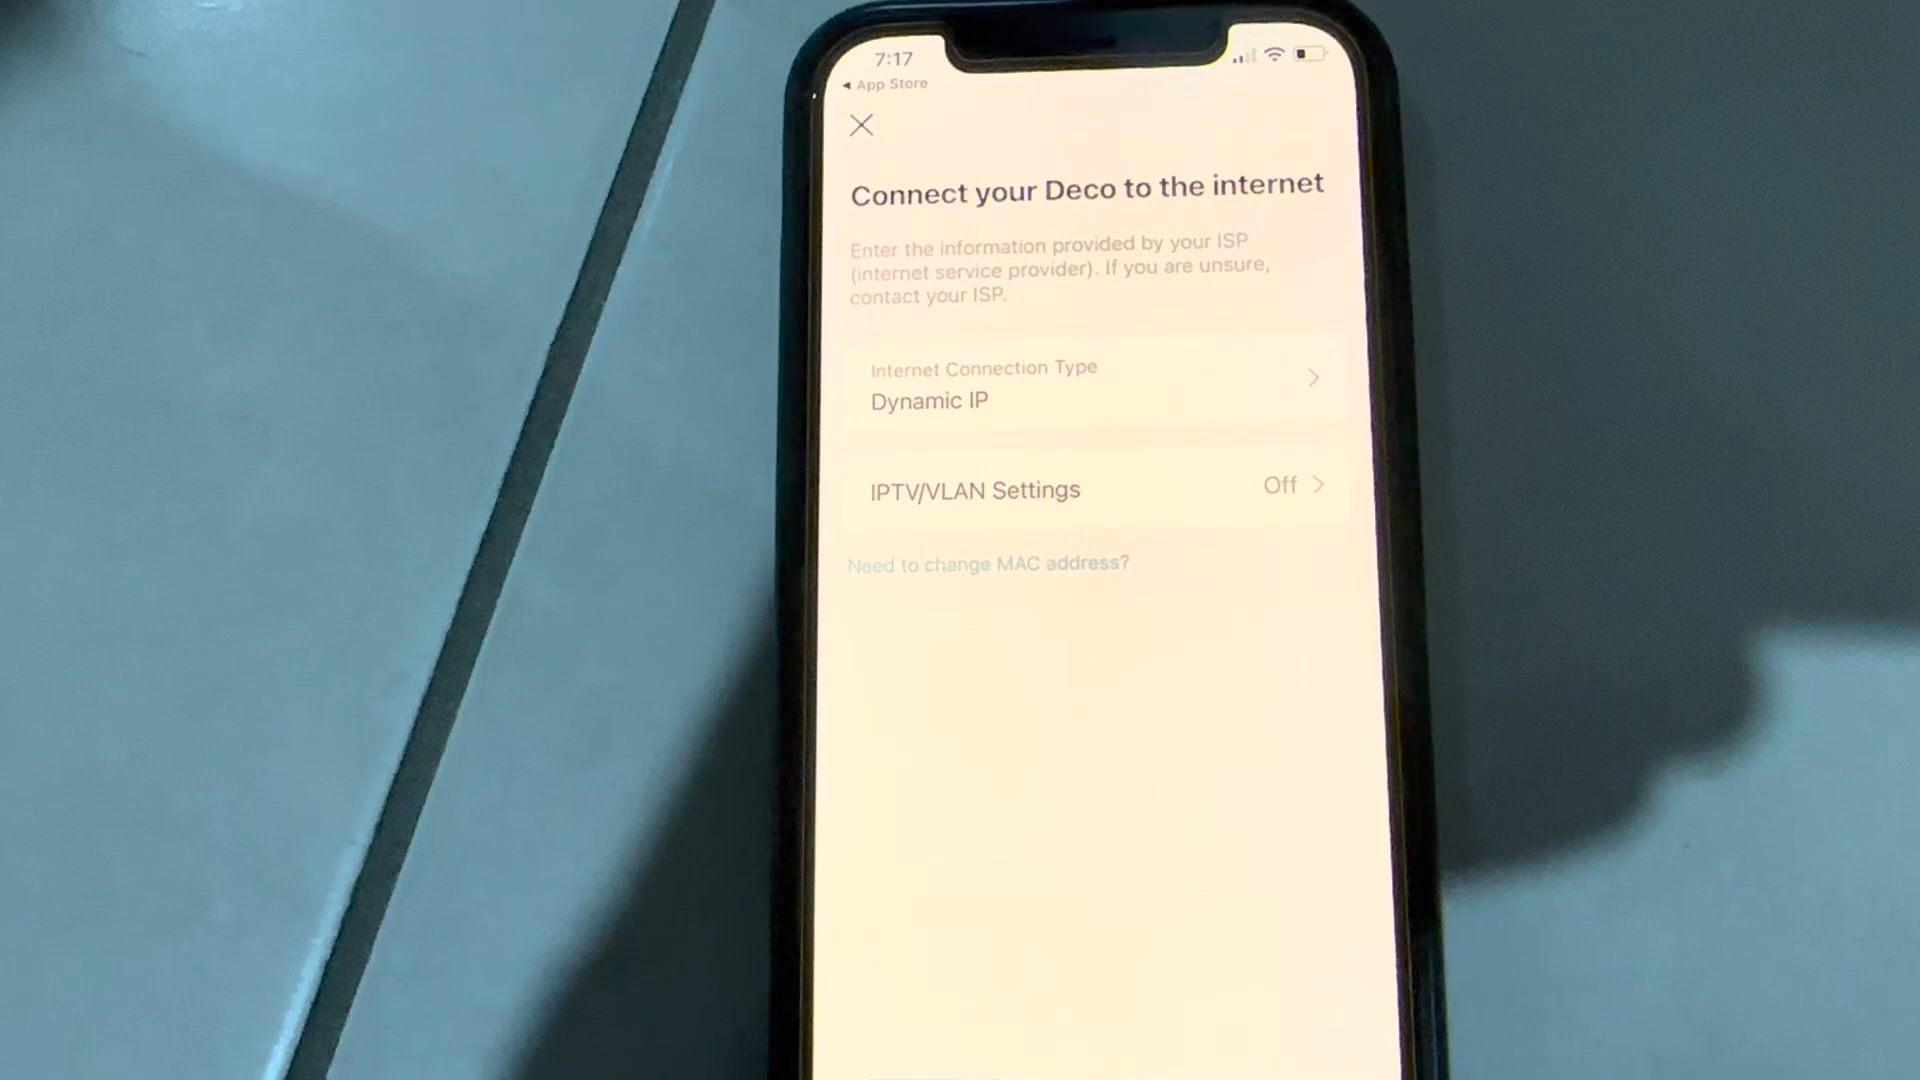 7:17
◂ App Store
Connect your Deco to the internet
Enter the information provided by your ISP
(internet service provider). If you are unsure,
contact your ISP.
Internet Connection Type
Dynamic IP
IPTV/VLAN Settings
Off
Need to change MAC address?